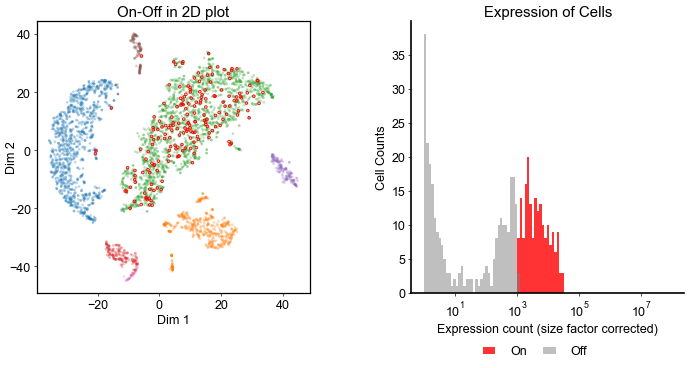 On-Off in 2D plot
40
20
0
−20
−40
Dim 2
−20
0
20
40
Dim 1
Expression of Cells
35
30
25
20
15
10
5
0
Cell Counts
10^1
10^3
10^5
10^7
Expression count (size factor corrected)
On
Off